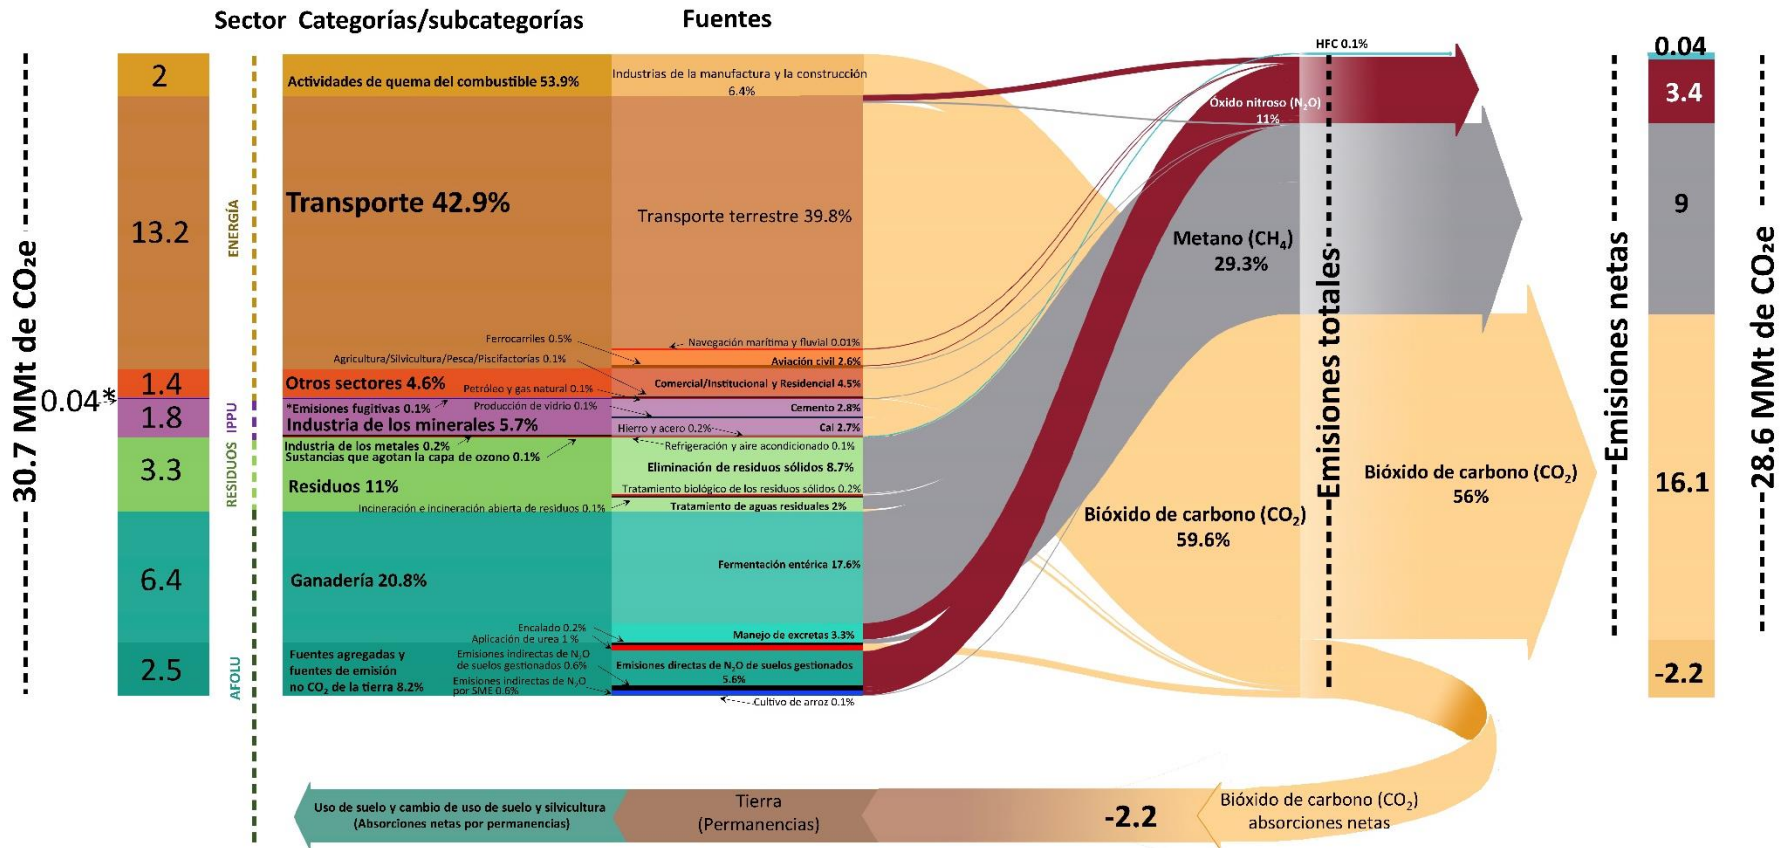 Sector Categorías/subcategorías Fuentes
30.7 MMt de CO₂e
2
13.2
1.4
0.04*
1.8
3.3
6.4
2.5
ENERGÍA
IPPU
RESIDUOS
AFOLU
Actividades de quema del combustible 53.9%
Transporte 42.9%
Ferrocarriles 0.5%
Agricultura/Silvicultura/Pesca/Piscifactorías 0.1%
Otros sectores 4.6%
Petróleo y gas natural 0.1%
*Emisiones fugitivas 0.1%
Producción de vidrio 0.1%
Industria de los minerales 5.7%
Industria de los metales 0.2%
Sustancias que agotan la capa de ozono 0.1%
Residuos 11%
Incineración e incineración abierta de residuos 0.1%
Ganadería 20.8%
Encalado 0.2%
Aplicación de urea 1 %
Fuentes agregadas y
fuentes de emisión
no CO₂ de la tierra 8.2%
Emisiones indirectas de N₂O
de suelos gestionados 0.6%
Emisiones indirectas de N₂O
por SME 0.6%
Industrias de la manufactura y la construcción
6.4%
Transporte terrestre 39.8%
Navegación marítima y fluvial 0.01%
Aviación civil 2.6%
Comercial/Institucional y Residencial 4.5%
Cemento 2.8%
Hierro y acero 0.2%
Cal 2.7%
Refrigeración y aire acondicionado 0.1%
Eliminación de residuos sólidos 8.7%
Tratamiento biológico de los residuos sólidos 0.2%
Tratamiento de aguas residuales 2%
Fermentación entérica 17.6%
Manejo de excretas 3.3%
Emisiones directas de N₂O de suelos gestionados
5.6%
Cultivo de arroz 0.1%
HFC 0.1%
Óxido nitroso (N₂O)
11%
Metano (CH₄)
29.3%
Bióxido de carbono (CO₂)
59.6%
Emisiones totales
Bióxido de carbono (CO₂)
56%
Emisiones netas
0.04
3.4
9
16.1
-2.2
28.6 MMt de CO₂e
Uso de suelo y cambio de uso de suelo y silvicultura
(Absorciones netas por permanencias)
Tierra
(Permanencias)
-2.2
Bióxido de carbono (CO₂)
absorciones netas